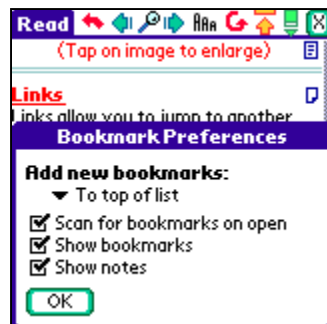 Read AAA
(Tap on image to enlarge)
Links
Links allow you to jump to another
Bookmark Preferences
Add new bookmarks:
To top of list
Scan for bookmarks on open
Show bookmarks
Show notes
OK